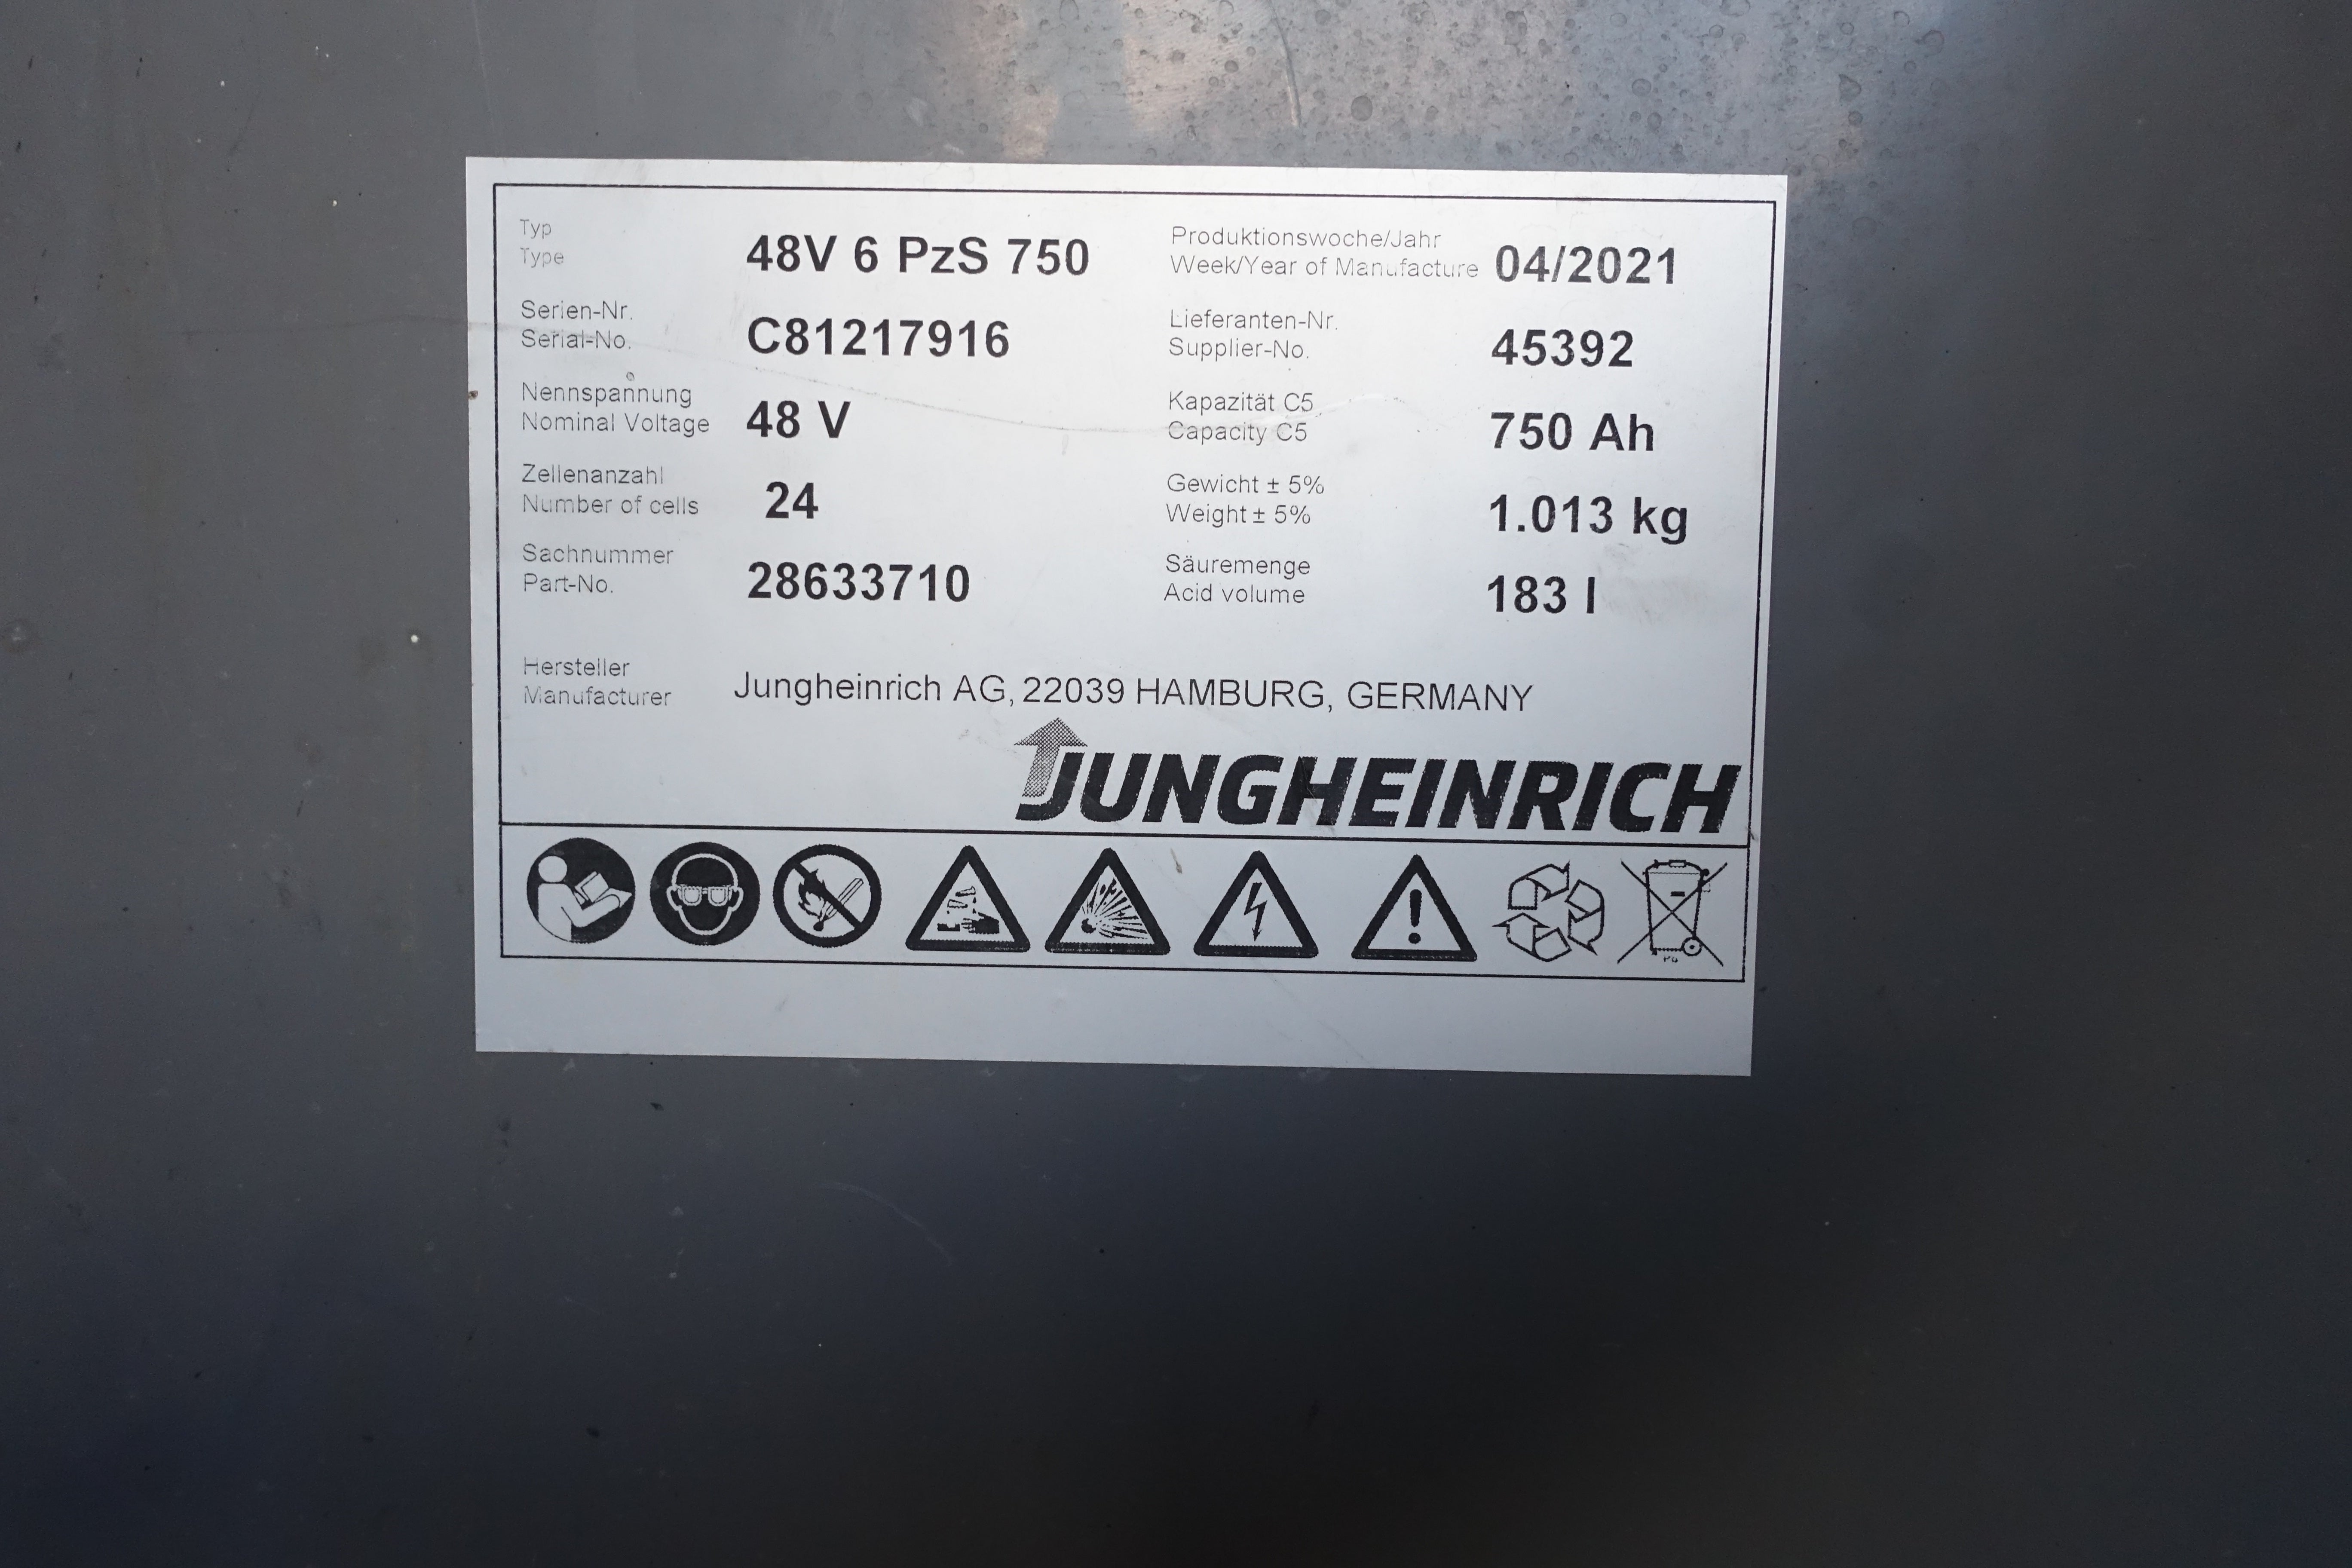 Typ
Type
48V 6 PzS 750
Produktionswoche/Jahr
Week/Year of Manufacture
04/2021
Serien-Nr.
Serial-No.
C81217916
Lieferanten-Nr.
Supplier-No.
45392
Nennspannung
Nominal Voltage
48 V
Kapazität C5
Capacity C5
750 Ah
Zellenanzahl
Number of cells
24
Gewicht ± 5%
Weight ± 5%
1.013 kg
Sachnummer
Part-No.
28633710
Säuremenge
Acid volume
183 l
Hersteller
Manufacturer
Jungheinrich AG, 22039 HAMBURG, GERMANY
JUNGHEINRICH
Pb